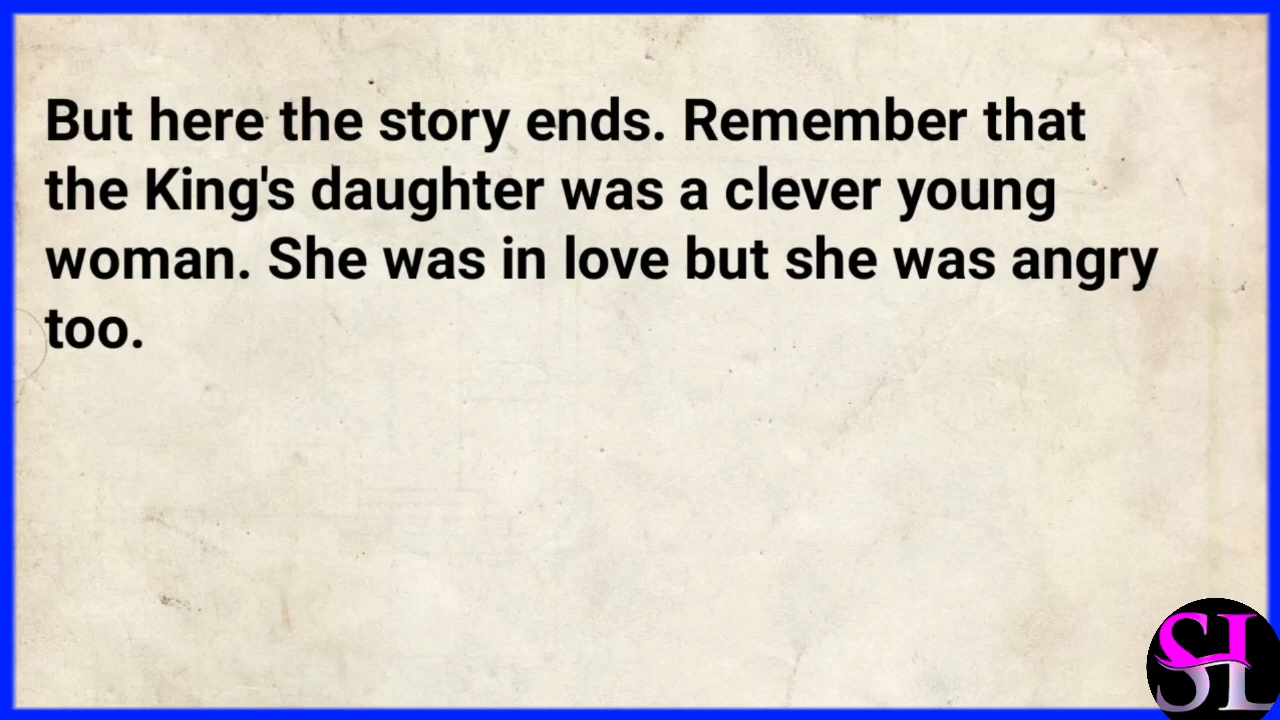 But here the story ends. Remember that
the King's daughter was a clever young
woman. She was in love but she was angry
too.
SL